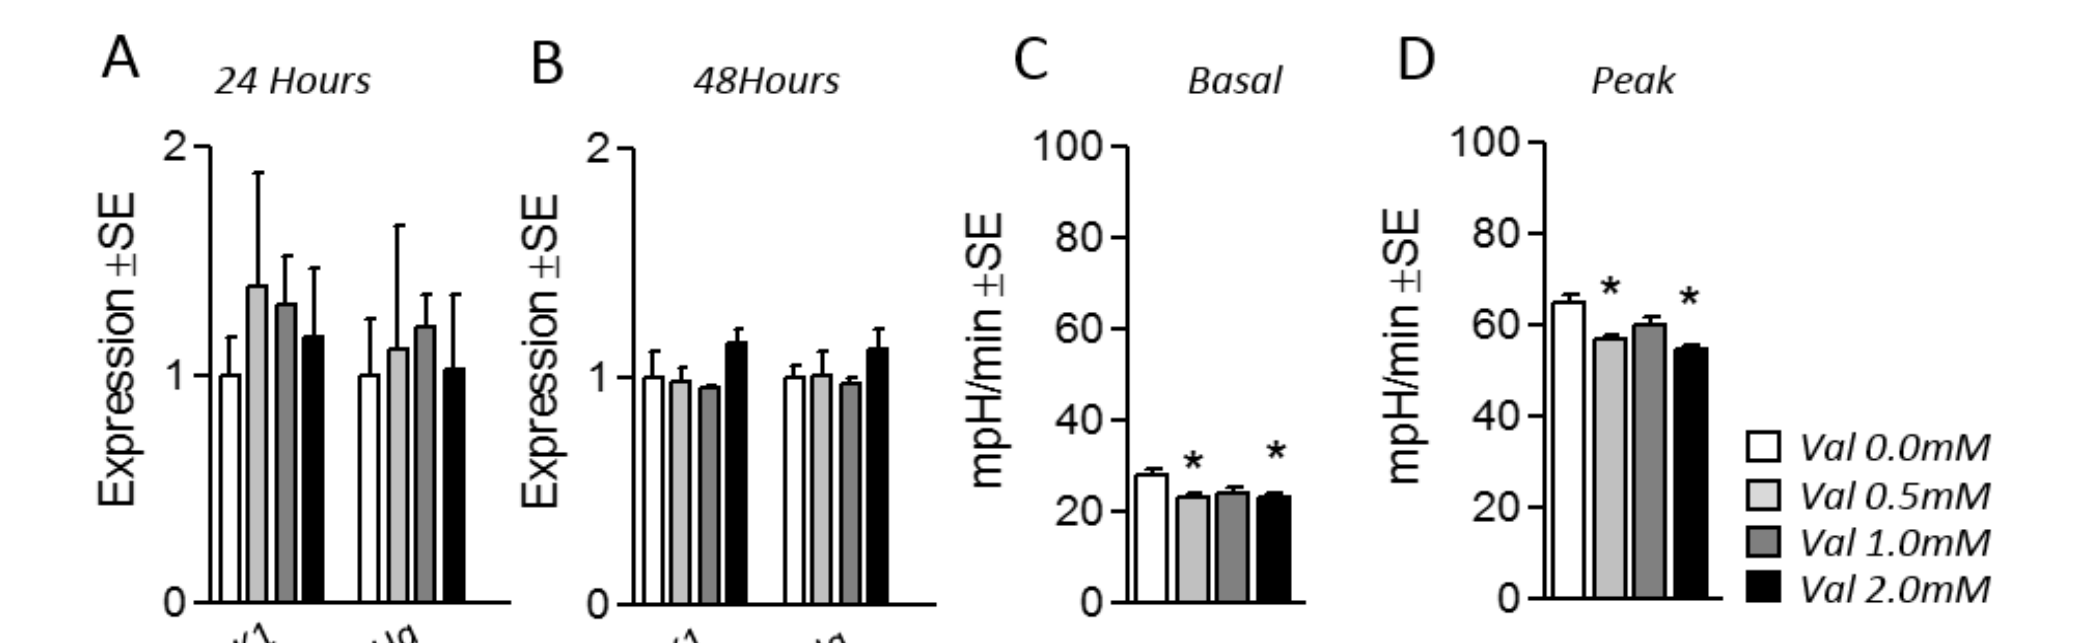 A 24 Hours
2
1
0
Expression ±SE
B 48Hours
2
1
0
Expression ±SE
C Basal
100
80
60
40
20
0
mpH/min ±SE
*
*
D Peak
100
80
60
40
20
0
mpH/min ±SE
*
*
Val 0.0mM
Val 0.5mM
Val 1.0mM
Val 2.0mM